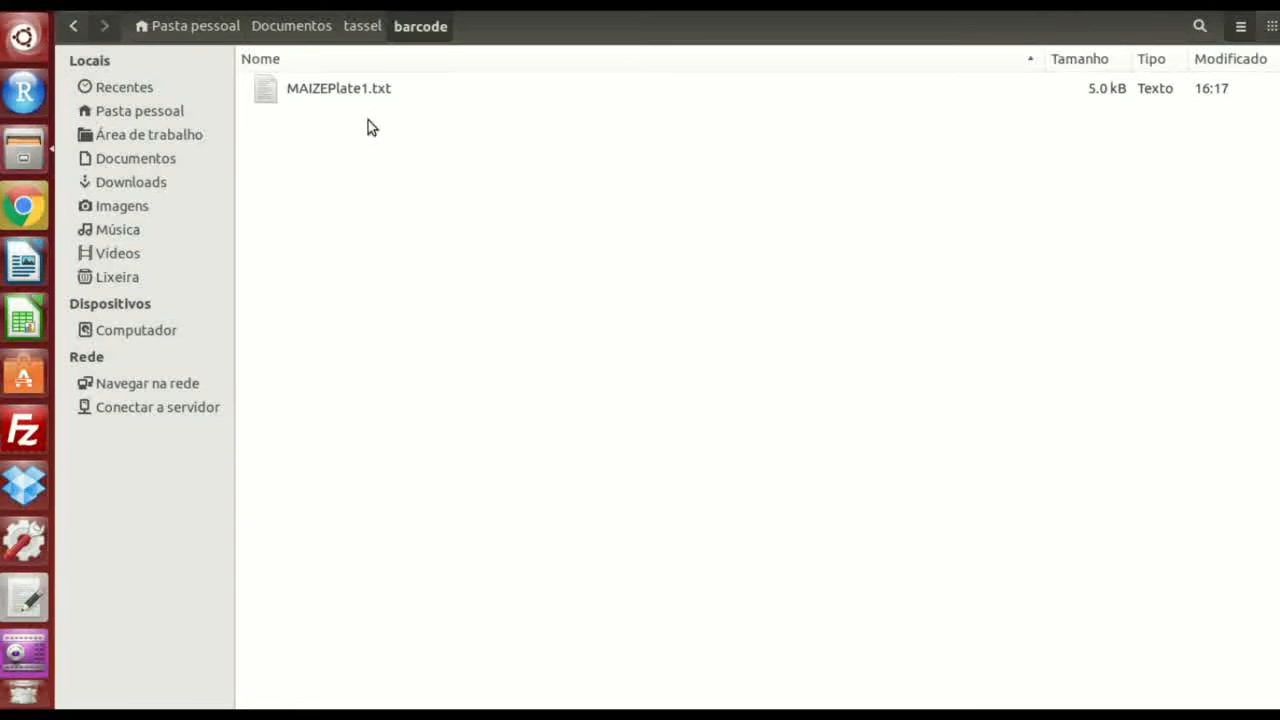 Pasta pessoal Documentos tassel barcode
Locais
Recentes
Pasta pessoal
Área de trabalho
Documentos
Downloads
Imagens
Música
Vídeos
Lixeira
Dispositivos
Computador
Rede
Navegar na rede
Conectar a servidor
Nome Tamanho Tipo Modificado
MAIZEPlate1.txt 5.0 kB Texto 16:17
R
A
FZ